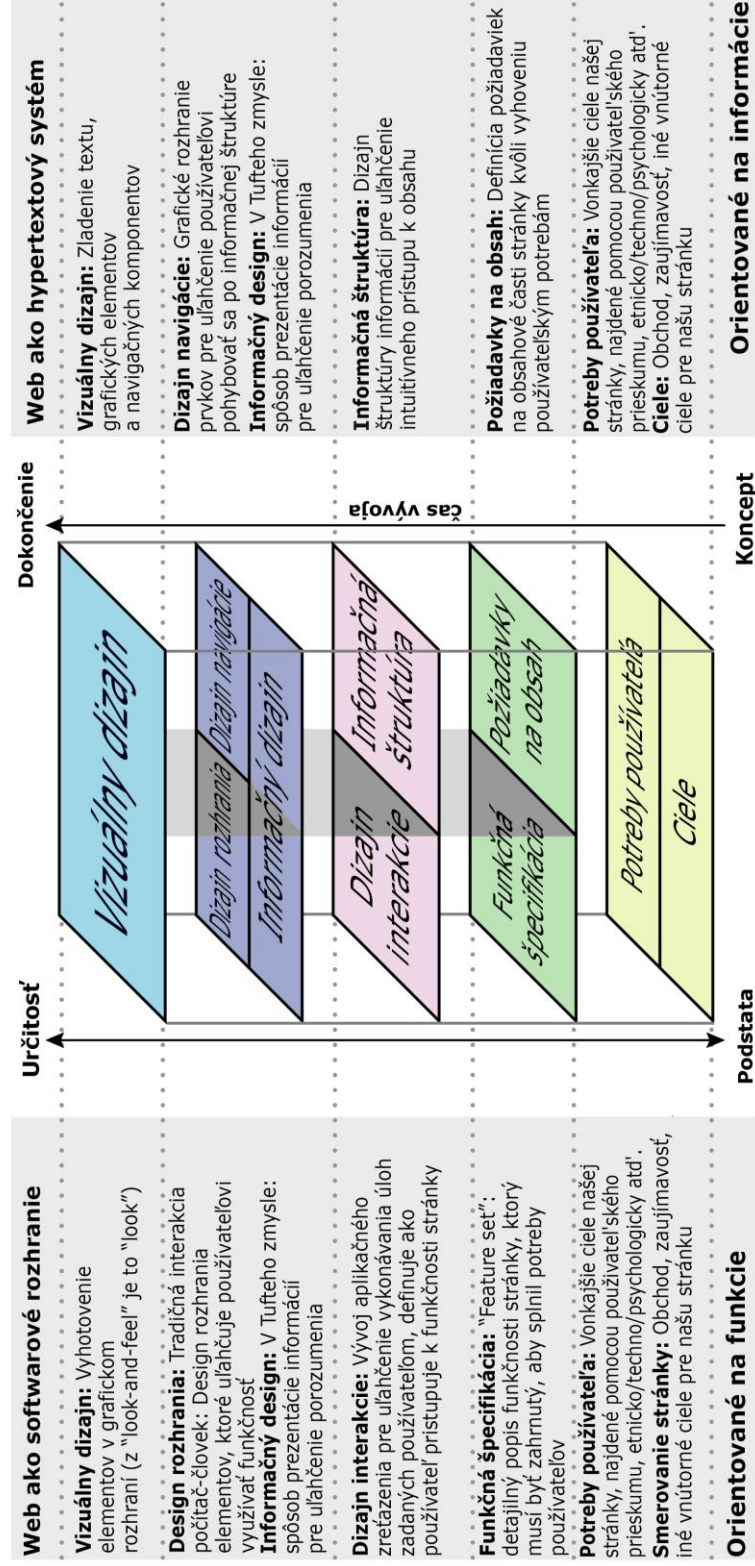 Web ako softwarové rozhranie
Vizuálny dizajn: Vyhotovenie
elementov v grafickom
rozhraní (z "look-and-feel" je to "look")
Design rozhrania: Tradičná interakcia
počítač-človek: Design rozhrania
elementov, ktoré uľahčuje používateľovi
využívať funkčnosť
Informačný design: V Tufteho zmysle:
spôsob prezentácie informácií
pre uľahčenie porozumenia
Dizajn interakcie: Vývoj aplikačného
zreťazenia pre uľahčenie vykonávania úloh
zadaných používateľom, definuje ako
používateľ pristupuje k funkčnosti stránky
Funkčná špecifikácia: "Feature set":
detajilný popis funkčnosti stránky, ktorý
musí byť zahrnutý, aby splnil potreby
používateľov
Potreby používateľa: Vonkajšie ciele našej
stránky, najdené pomocou použivateľského
prieskumu, etnicko/techno/psychologicky atď.
Smerovanie stránky: Obchod, zaujímavosť,
iné vnútorné ciele pre našu stránku
Orientované na funkcie
Určitosť
Dokončenie
Vizuálny dizajn
Dizajn rozhrania
Dizajn navigácie
Informačný dizajn
Dizajn
interakcie
Informačná
štruktúra
Funkčná
špecifikácia
Požiadavky
na obsah
Potreby používateľa
Ciele
čas vývoja
Podstata
Koncept
Web ako hypertextový systém
Vizuálny dizajn: Zladenie textu,
grafických elementov
a navigačných komponentov
Dizajn navigácie: Grafické rozhranie
prvkov pre uľahčenie používateľovi
pohybovať sa po informačnej štruktúre
Informačný design: V Tufteho zmysle:
spôsob prezentácie informácií
pre uľahčenie porozumenia
Informačná štruktúra: Dizajn
štruktúry informácií pre uľahčenie
intuitívneho prístupu k obsahu
Požiadavky na obsah: Definícia požiadaviek
na obsahové časti stránky kvôli vyhoveniu
používateľským potrebám
Potreby používateľa: Vonkajšie ciele našej
stránky, najdené pomocou použivateľského
prieskumu, etnicko/techno/psychologicky atď.
Ciele: Obchod, zaujímavosť, iné vnútorné
ciele pre našu stránku
Orientované na informácie